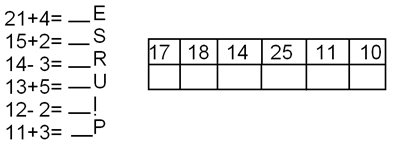 21+4= __E
15+2= __S
14- 3= __R
13+5= __U
12- 2= __!
11+3= __P
17 18 14 25 11 10